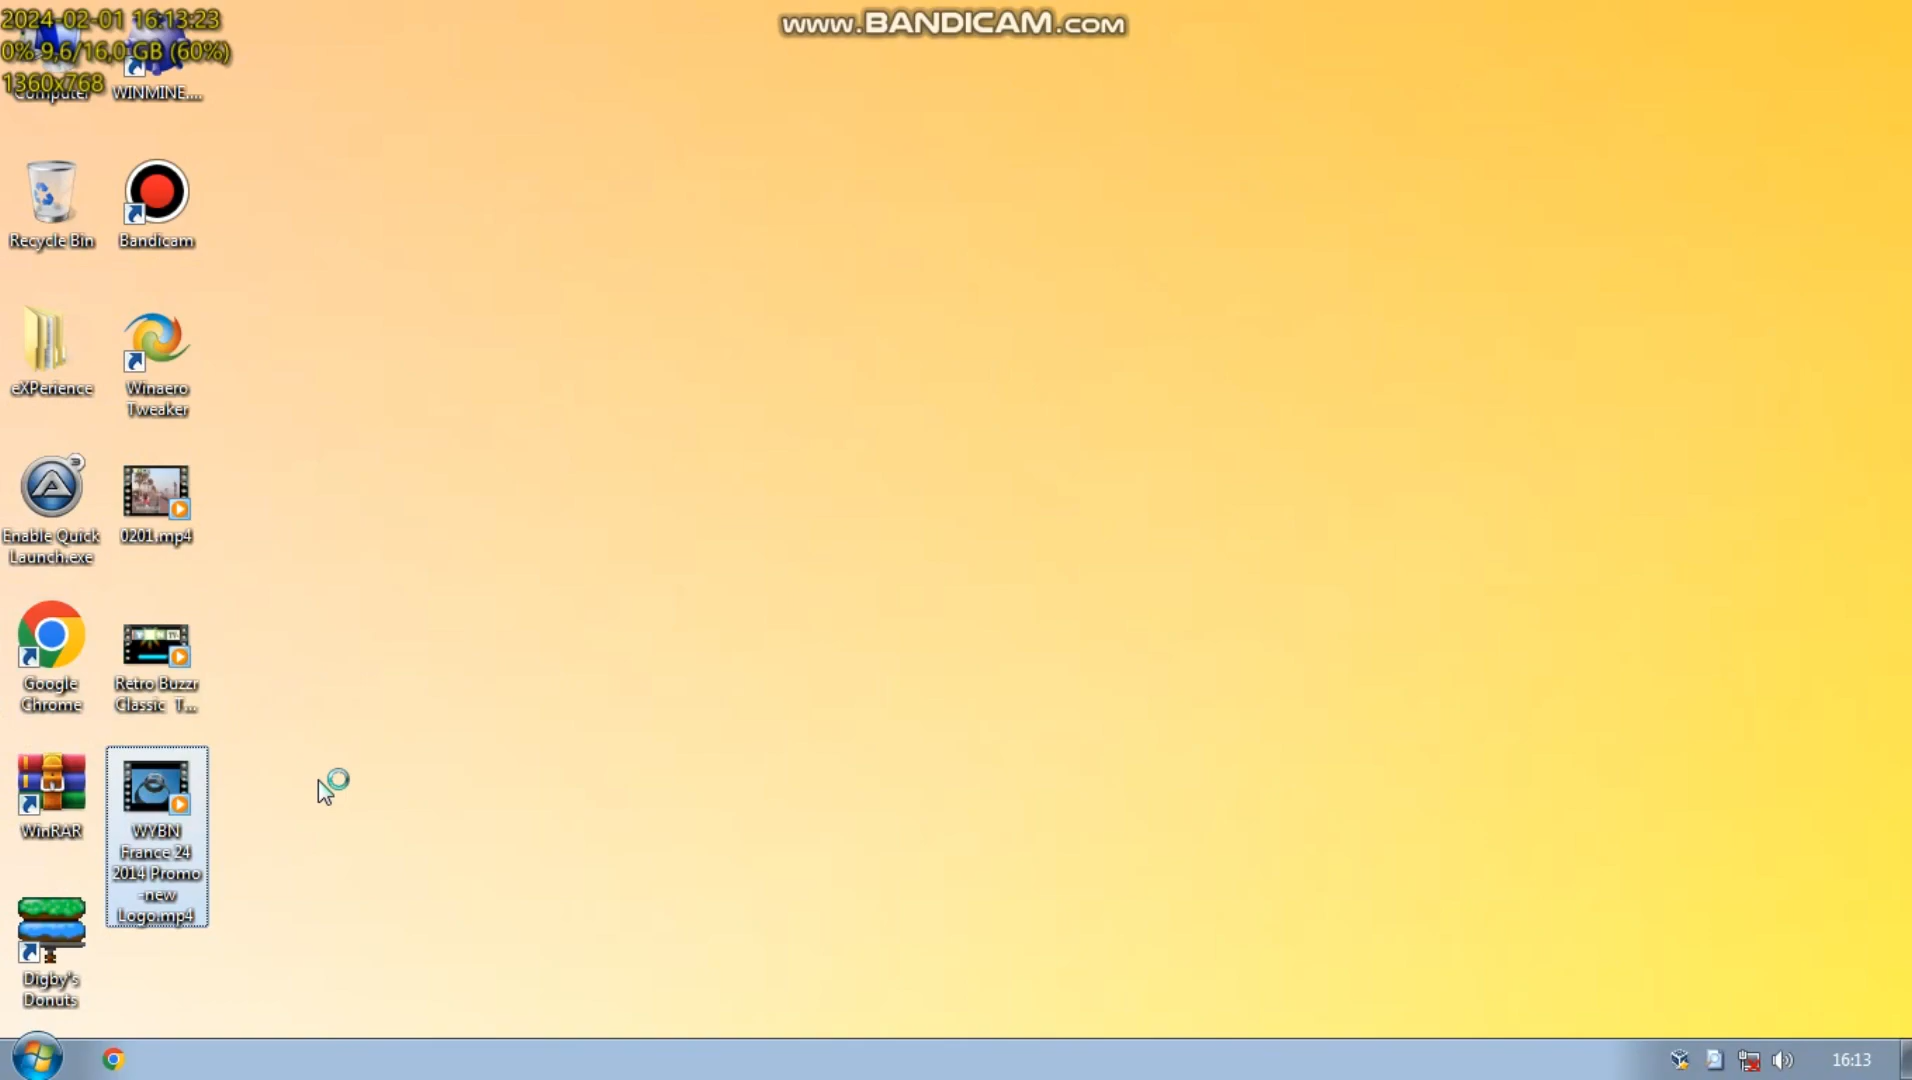 2024-02-01 16:13:23
0% 9,6/16,0 GB (60%)
1360x768
www.BANDICAM.com
Computer
WINMINE....
Recycle Bin
Bandicam
eXPerience
Winaero
Tweaker
Enable Quick
Launch.exe
0201.mp4
Google
Chrome
Retro Buzzr
Classic T...
WinRAR
WYBN
France 24
2014 Promo
-new
Logo.mp4
Digby's
Donuts
16:13